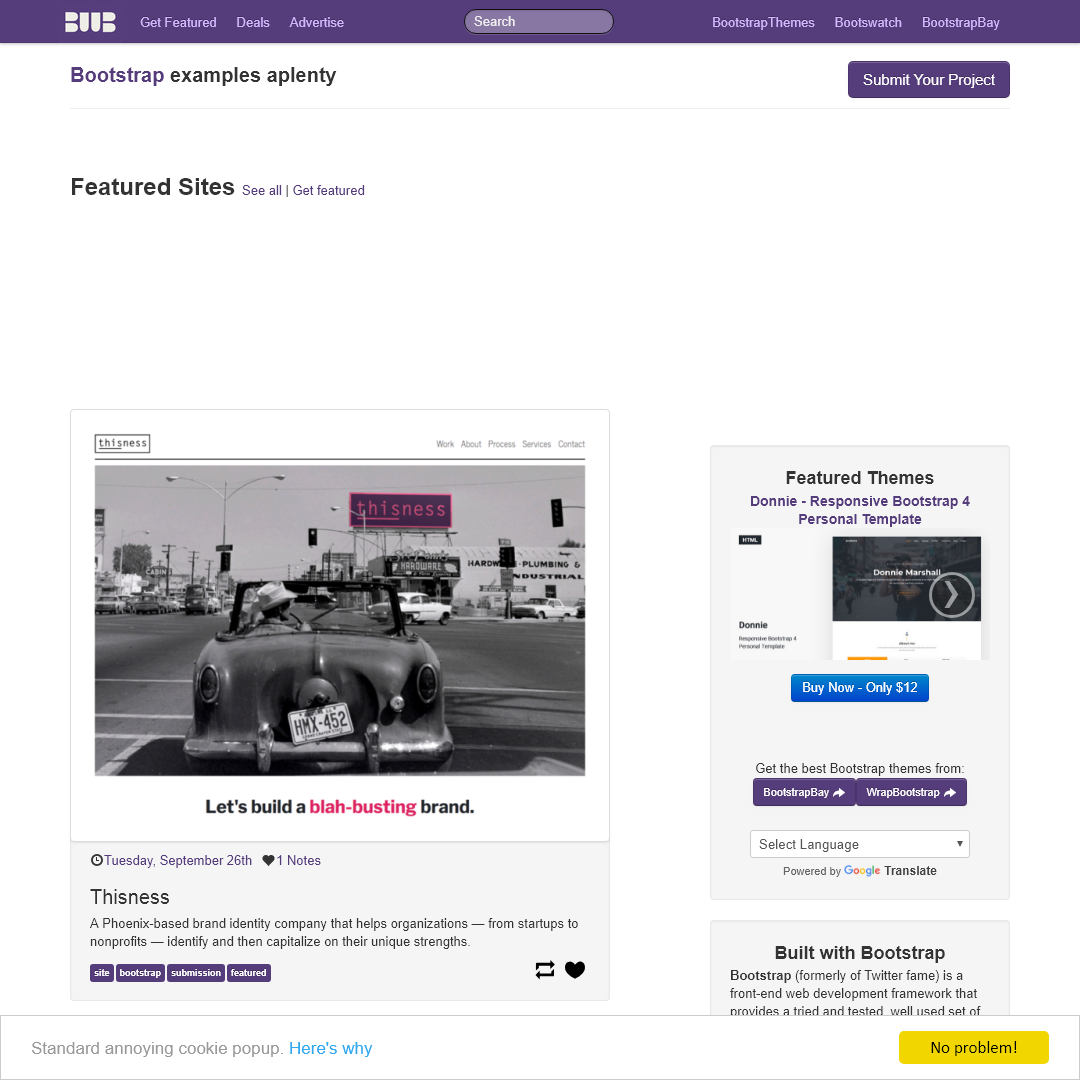 BWB Get Featured Deals Advertise Search BootstrapThemes Bootswatch BootstrapBay
Bootstrap examples aplenty
Submit Your Project
Featured Sites See all | Get featured
thisness Work About Process Services Contact
thisness
CABIN
HARDWARE
HARDW PLUMBING &
INDUSTRIAL
HMX-452
Let's build a blah-busting brand.
Tuesday, September 26th 1 Notes
Thisness
A Phoenix-based brand identity company that helps organizations — from startups to
nonprofits — identify and then capitalize on their unique strengths.
site bootstrap submission featured
Featured Themes
Donnie - Responsive Bootstrap 4
Personal Template
HTML
Donnie Marshall
Donnie
Responsive Bootstrap 4
Personal Template
About me
Buy Now - Only $12
Get the best Bootstrap themes from:
BootstrapBay WrapBootstrap
Select Language
Powered by Google Translate
Built with Bootstrap
Bootstrap (formerly of Twitter fame) is a
front-end web development framework that
provides a tried and tested, well used set of
Standard annoying cookie popup. Here's why
No problem!